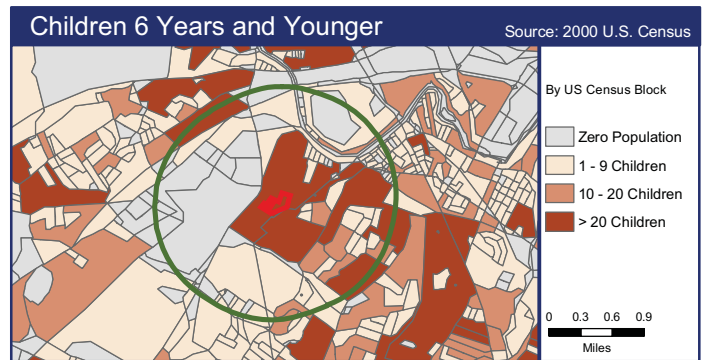 Children 6 Years and Younger
Source: 2000 U.S. Census
By US Census Block
Zero Population
1 - 9 Children
10 - 20 Children
> 20 Children
0 0.3 0.6 0.9
Miles